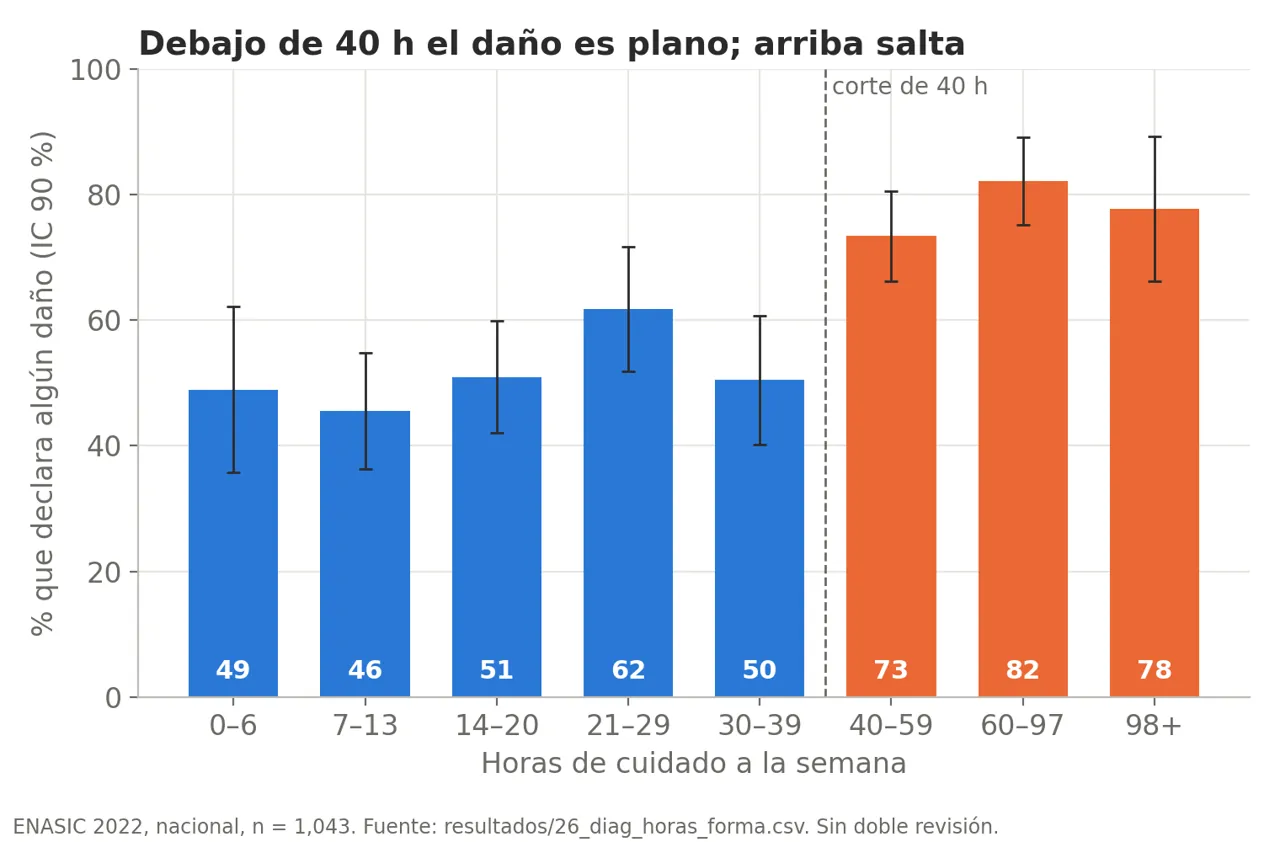 Debajo de 40 h el daño es plano; arriba salta
100
80
60
40
20
0
% que declara algún daño (IC 90 %)
corte de 40 h
49 46 51 62 50 73 82 78
0–6 7–13 14–20 21–29 30–39 40–59 60–97 98+
Horas de cuidado a la semana
ENASIC 2022, nacional, n = 1,043. Fuente: resultados/26_diag_horas_forma.csv. Sin doble revisión.